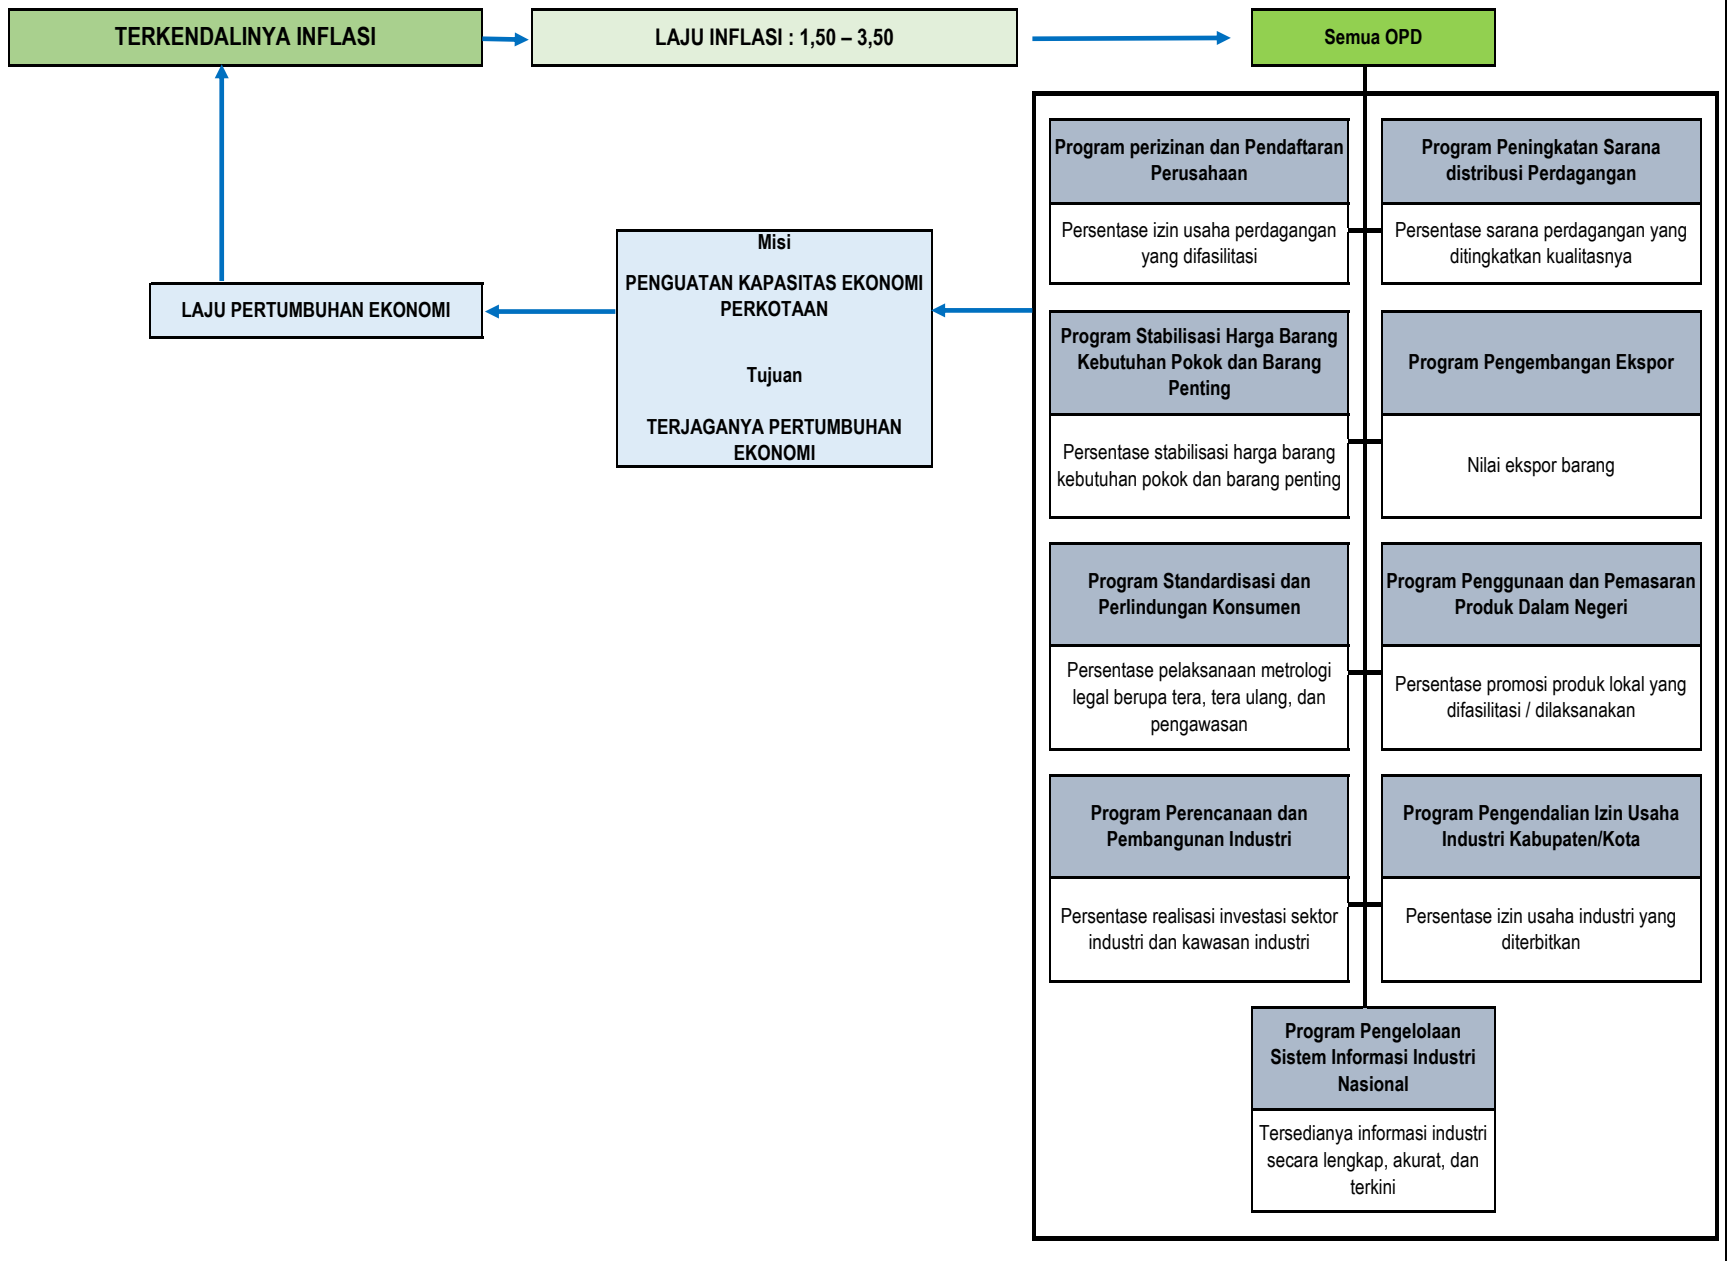 TERKENDALINYA INFLASI
LAJU INFLASI : 1,50 – 3,50
Semua OPD
Program perizinan dan Pendaftaran
Perusahaan
Persentase izin usaha perdagangan
yang difasilitasi
Program Peningkatan Sarana
distribusi Perdagangan
Persentase sarana perdagangan yang
ditingkatkan kualitasnya
Misi
PENGUATAN KAPASITAS EKONOMI
PERKOTAAN
Tujuan
TERJAGANYA PERTUMBUHAN
EKONOMI
LAJU PERTUMBUHAN EKONOMI
Program Stabilisasi Harga Barang
Kebutuhan Pokok dan Barang
Penting
Persentase stabilisasi harga barang
kebutuhan pokok dan barang penting
Program Pengembangan Ekspor
Nilai ekspor barang
Program Standardisasi dan
Perlindungan Konsumen
Persentase pelaksanaan metrologi
legal berupa tera, tera ulang, dan
pengawasan
Program Penggunaan dan Pemasaran
Produk Dalam Negeri
Persentase promosi produk lokal yang
difasilitasi / dilaksanakan
Program Perencanaan dan
Pembangunan Industri
Persentase realisasi investasi sektor
industri dan kawasan industri
Program Pengendalian Izin Usaha
Industri Kabupaten/Kota
Persentase izin usaha industri yang
diterbitkan
Program Pengelolaan
Sistem Informasi Industri
Nasional
Tersedianya informasi industri
secara lengkap, akurat, dan
terkini